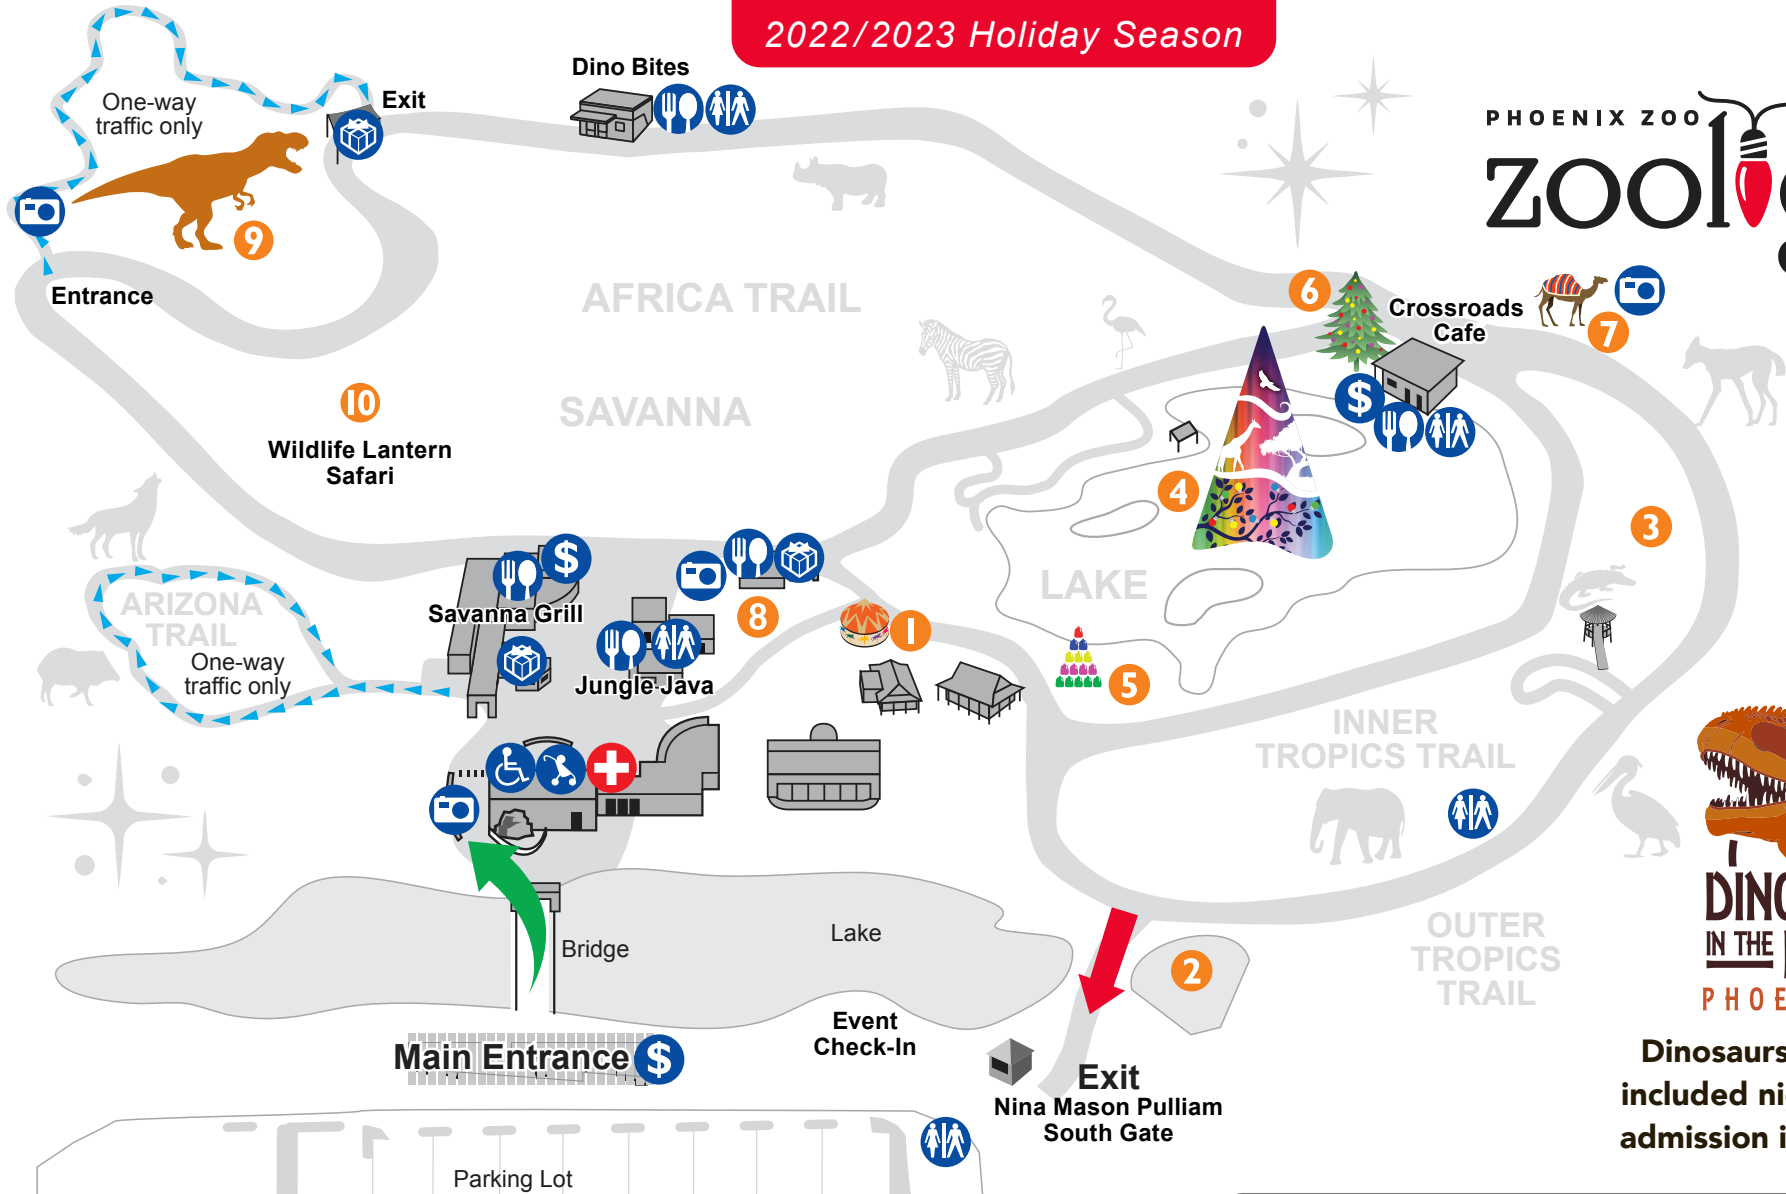 2022/2023 Holiday Season
Dino Bites
Exit
One-way
traffic only
PHOENIX ZOO
9
Entrance
AFRICA TRAIL
6
Crossroads
Cafe
7
10
SAVANNA
$
Wildlife Lantern
Safari
4
3
$
LAKE
ARIZONA
TRAIL
Savanna Grill
8
1
One-way
traffic only
Jungle Java
5
INNER
TROPICS TRAIL
DINO
IN THE
OUTER
TROPICS
TRAIL
Bridge
Lake
2
Event
Check-In
Main Entrance $
Exit
Nina Mason Pulliam
South Gate
Dinosaurs
included
admission
Parking Lot